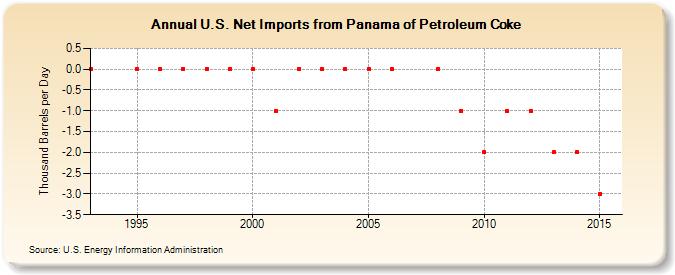 Annual U.S. Net Imports from Panama of Petroleum Coke
Thousand Barrels per Day
0.5
0.0
-0.5
-1.0
-1.5
-2.0
-2.5
-3.0
-3.5
1995 2000 2005 2010 2015
Source: U.S. Energy Information Administration